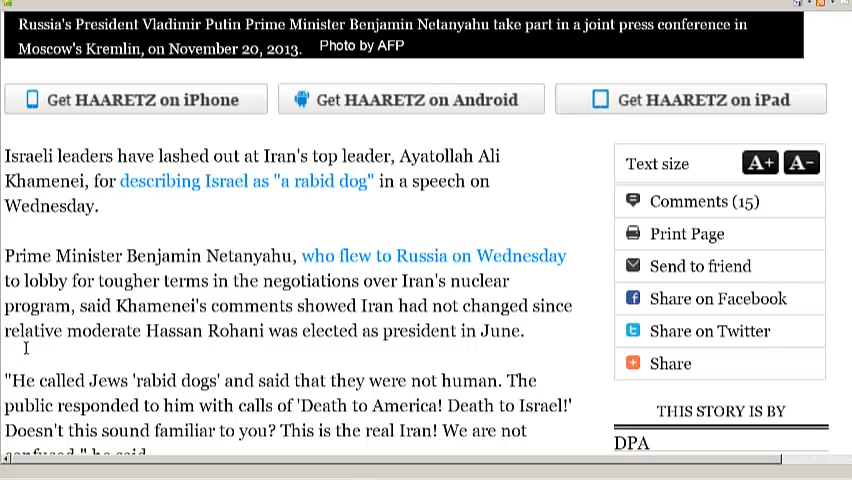 Russia's President Vladimir Putin Prime Minister Benjamin Netanyahu take part in a joint press conference in
Moscow's Kremlin, on November 20, 2013. Photo by AFP
Get HAARETZ on iPhone
Get HAARETZ on Android
Get HAARETZ on iPad
Israeli leaders have lashed out at Iran's top leader, Ayatollah Ali
Khamenei, for describing Israel as "a rabid dog" in a speech on
Wednesday.
Prime Minister Benjamin Netanyahu, who flew to Russia on Wednesday
to lobby for tougher terms in the negotiations over Iran's nuclear
program, said Khamenei's comments showed Iran had not changed since
relative moderate Hassan Rohani was elected as president in June.
"He called Jews 'rabid dogs' and said that they were not human. The
public responded to him with calls of 'Death to America! Death to Israel!'
Doesn't this sound familiar to you? This is the real Iran! We are not
Text size A+ A-
Comments (15)
Print Page
Send to friend
Share on Facebook
Share on Twitter
Share
THIS STORY IS BY
DPA